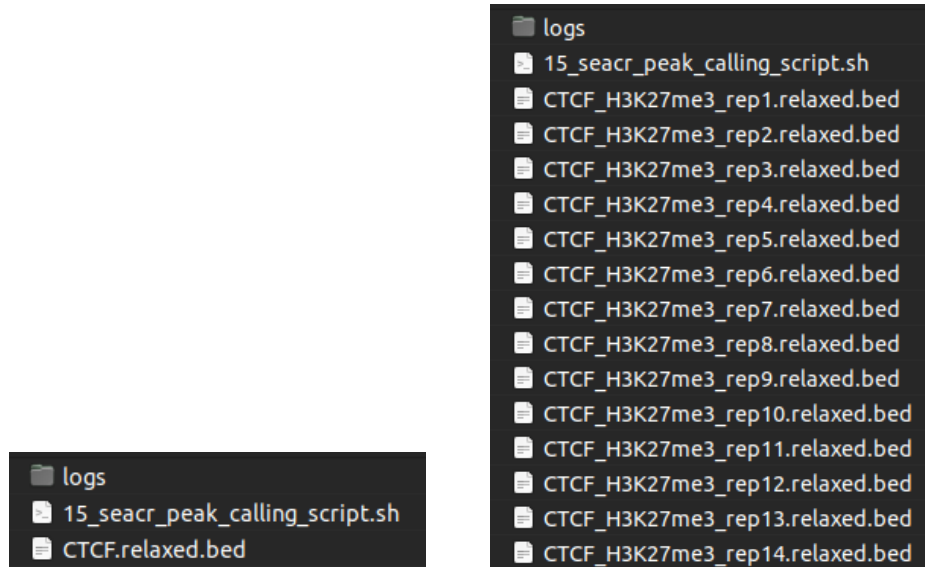 logs
15_seacr_peak_calling_script.sh
CTCF.relaxed.bed
logs
15_seacr_peak_calling_script.sh
CTCF_H3K27me3_rep1.relaxed.bed
CTCF_H3K27me3_rep2.relaxed.bed
CTCF_H3K27me3_rep3.relaxed.bed
CTCF_H3K27me3_rep4.relaxed.bed
CTCF_H3K27me3_rep5.relaxed.bed
CTCF_H3K27me3_rep6.relaxed.bed
CTCF_H3K27me3_rep7.relaxed.bed
CTCF_H3K27me3_rep8.relaxed.bed
CTCF_H3K27me3_rep9.relaxed.bed
CTCF_H3K27me3_rep10.relaxed.bed
CTCF_H3K27me3_rep11.relaxed.bed
CTCF_H3K27me3_rep12.relaxed.bed
CTCF_H3K27me3_rep13.relaxed.bed
CTCF_H3K27me3_rep14.relaxed.bed